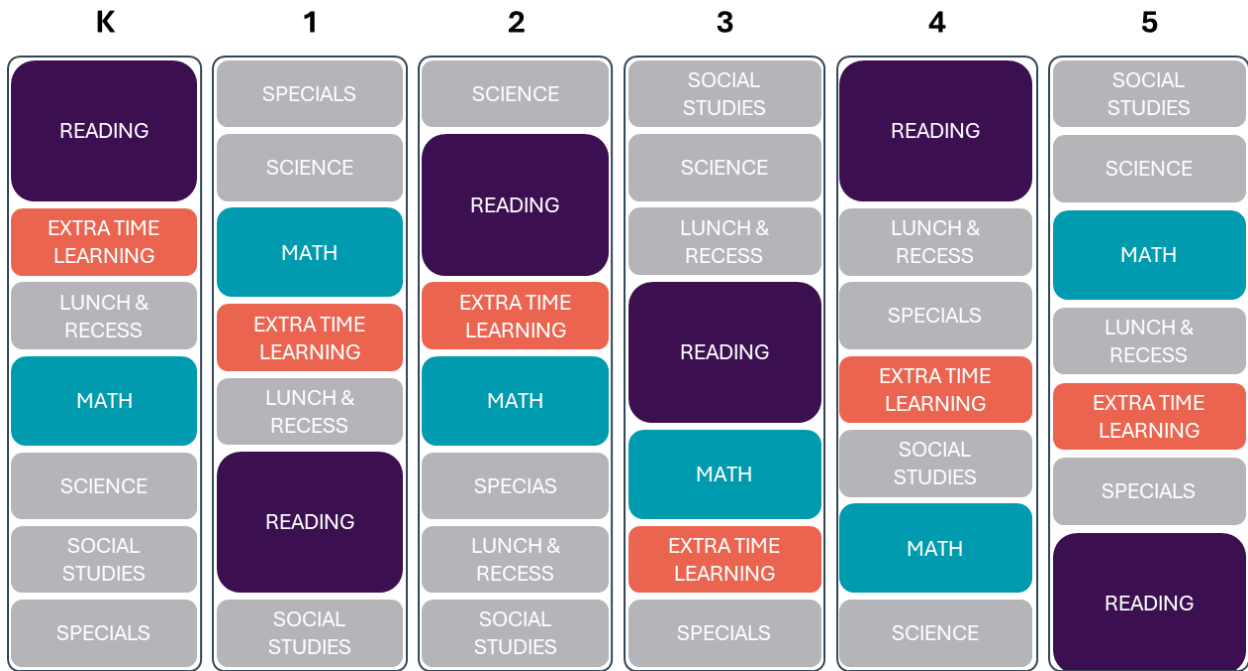 K
READING
EXTRA TIME
LEARNING
LUNCH &
RECESS
MATH
SCIENCE
SOCIAL
STUDIES
SPECIALS
1
SPECIALS
SCIENCE
MATH
EXTRA TIME
LEARNING
LUNCH &
RECESS
READING
SOCIAL
STUDIES
2
SCIENCE
READING
EXTRA TIME
LEARNING
MATH
SPECIAS
LUNCH &
RECESS
SOCIAL
STUDIES
3
SOCIAL
STUDIES
SCIENCE
LUNCH &
RECESS
READING
MATH
EXTRA TIME
LEARNING
SPECIALS
4
READING
LUNCH &
RECESS
SPECIALS
EXTRA TIME
LEARNING
SOCIAL
STUDIES
MATH
SCIENCE
5
SOCIAL
STUDIES
SCIENCE
MATH
LUNCH &
RECESS
EXTRA TIME
LEARNING
SPECIALS
READING